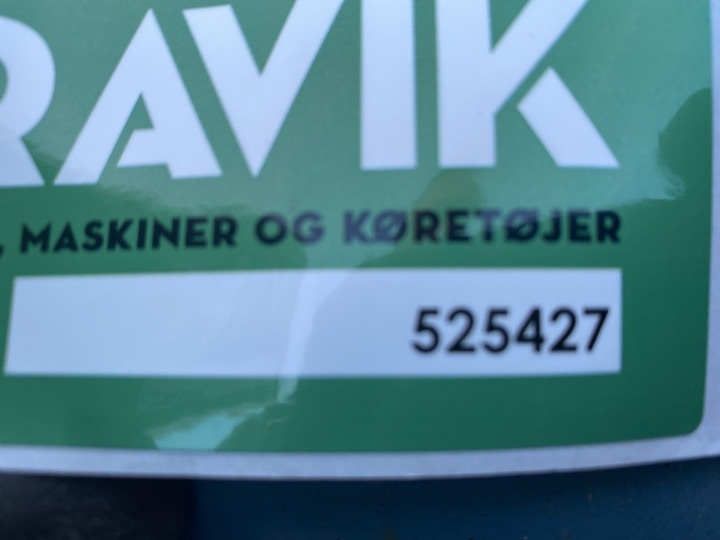 RAVIK
, MASKINER OG KØRETØJER
525427